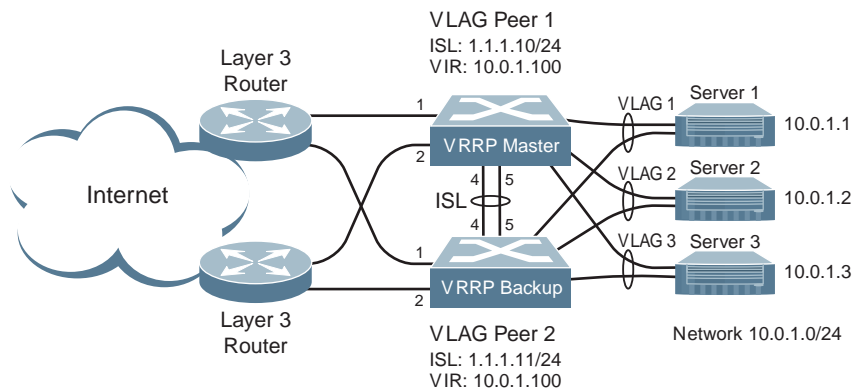 VLAG Peer 1
ISL: 1.1.1.10/24
VIR: 10.0.1.100
Layer 3
Router
1
2
VRRP Master
VLAG 1
Server 1
10.0.1.1
Internet
4 5
ISL
4 5
VLAG 2
Server 2
10.0.1.2
1
2
VRRP Backup
VLAG 3
Server 3
10.0.1.3
Layer 3
Router
VLAG Peer 2
ISL: 1.1.1.11/24
VIR: 10.0.1.100
Network 10.0.1.0/24